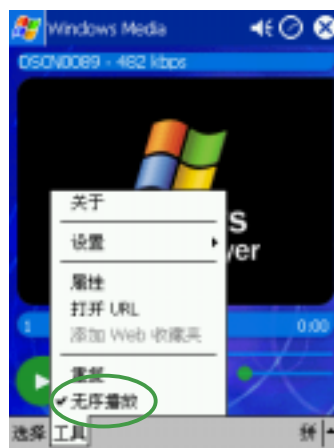 Windows Media
DSCN0089 - 482 kbps
S
yer
关于
设置
属性
打开 URL
添加 Web 收藏夹
1
0:00
重复
无序播放
选择 工具
拼